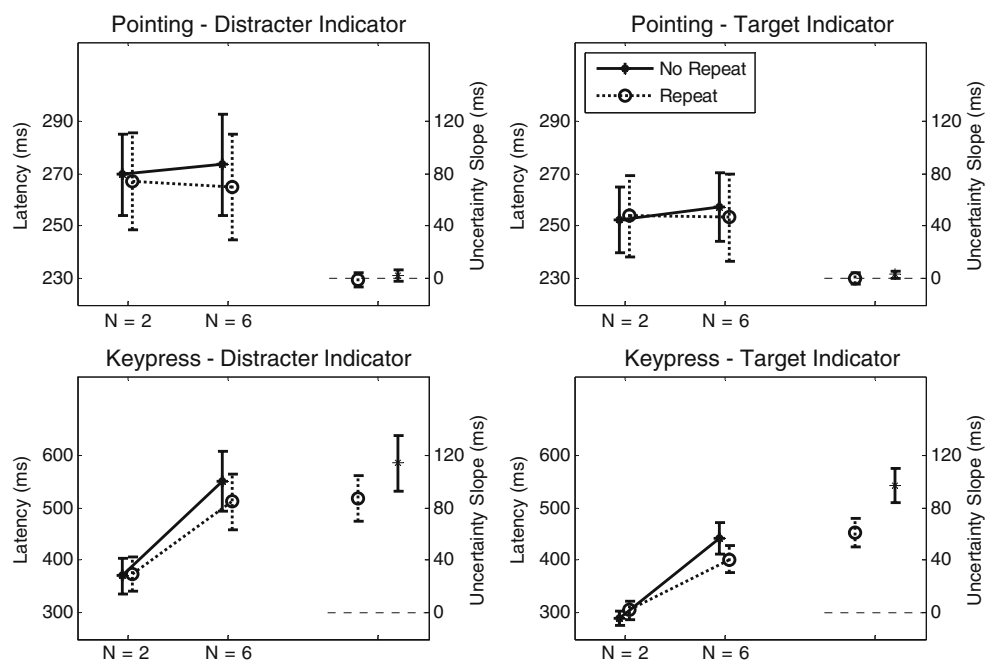 Pointing - Distracter Indicator
Latency (ms)
290
270
250
230
N = 2 N = 6
120
80
40
0
Uncertainty Slope (ms)
Pointing - Target Indicator
No Repeat
Repeat
Latency (ms)
290
270
250
230
N = 2 N = 6
120
80
40
0
Uncertainty Slope (ms)
Keypress - Distracter Indicator
Latency (ms)
600
500
400
300
N = 2 N = 6
120
80
40
0
Uncertainty Slope (ms)
Keypress - Target Indicator
Latency (ms)
600
500
400
300
N = 2 N = 6
120
80
40
0
Uncertainty Slope (ms)